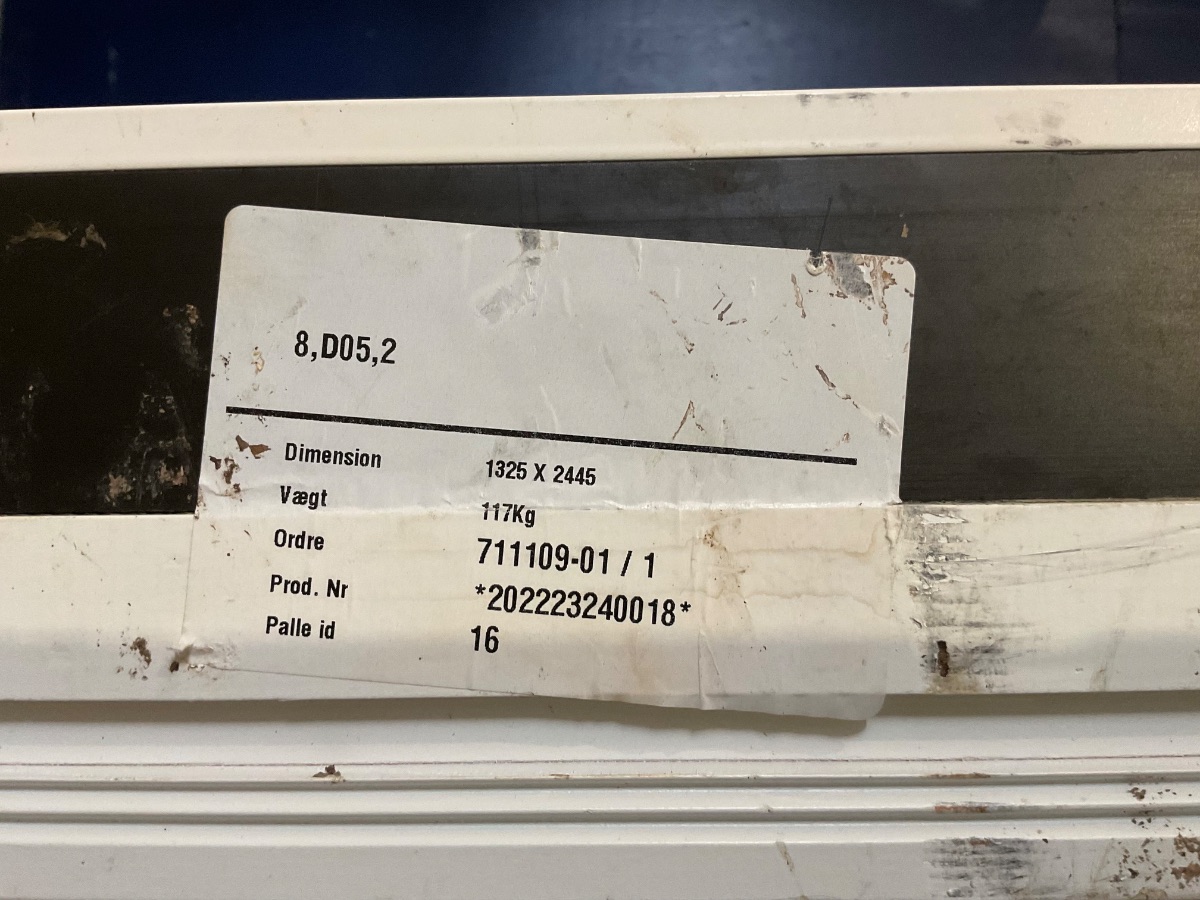 8,D05,2
Dimension 1325 X 2445
Vægt 117Kg
Ordre 711109-01 / 1
Prod. Nr *202223240018*
Palle id 16